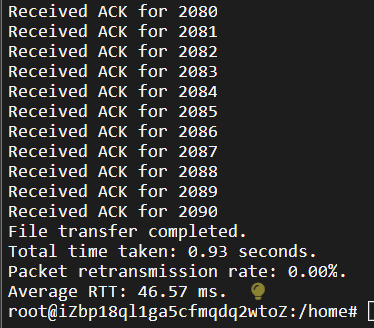 Received ACK for 2080
Received ACK for 2081
Received ACK for 2082
Received ACK for 2083
Received ACK for 2084
Received ACK for 2085
Received ACK for 2086
Received ACK for 2087
Received ACK for 2088
Received ACK for 2089
Received ACK for 2090
File transfer completed.
Total time taken: 0.93 seconds.
Packet retransmission rate: 0.00%.
Average RTT: 46.57 ms.
root@iZbp18ql1ga5cfmqdq2wtoZ:/home#